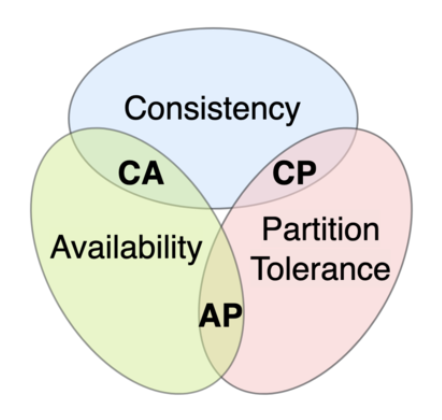 Consistency
CA
CP
Availability
Partition
Tolerance
AP